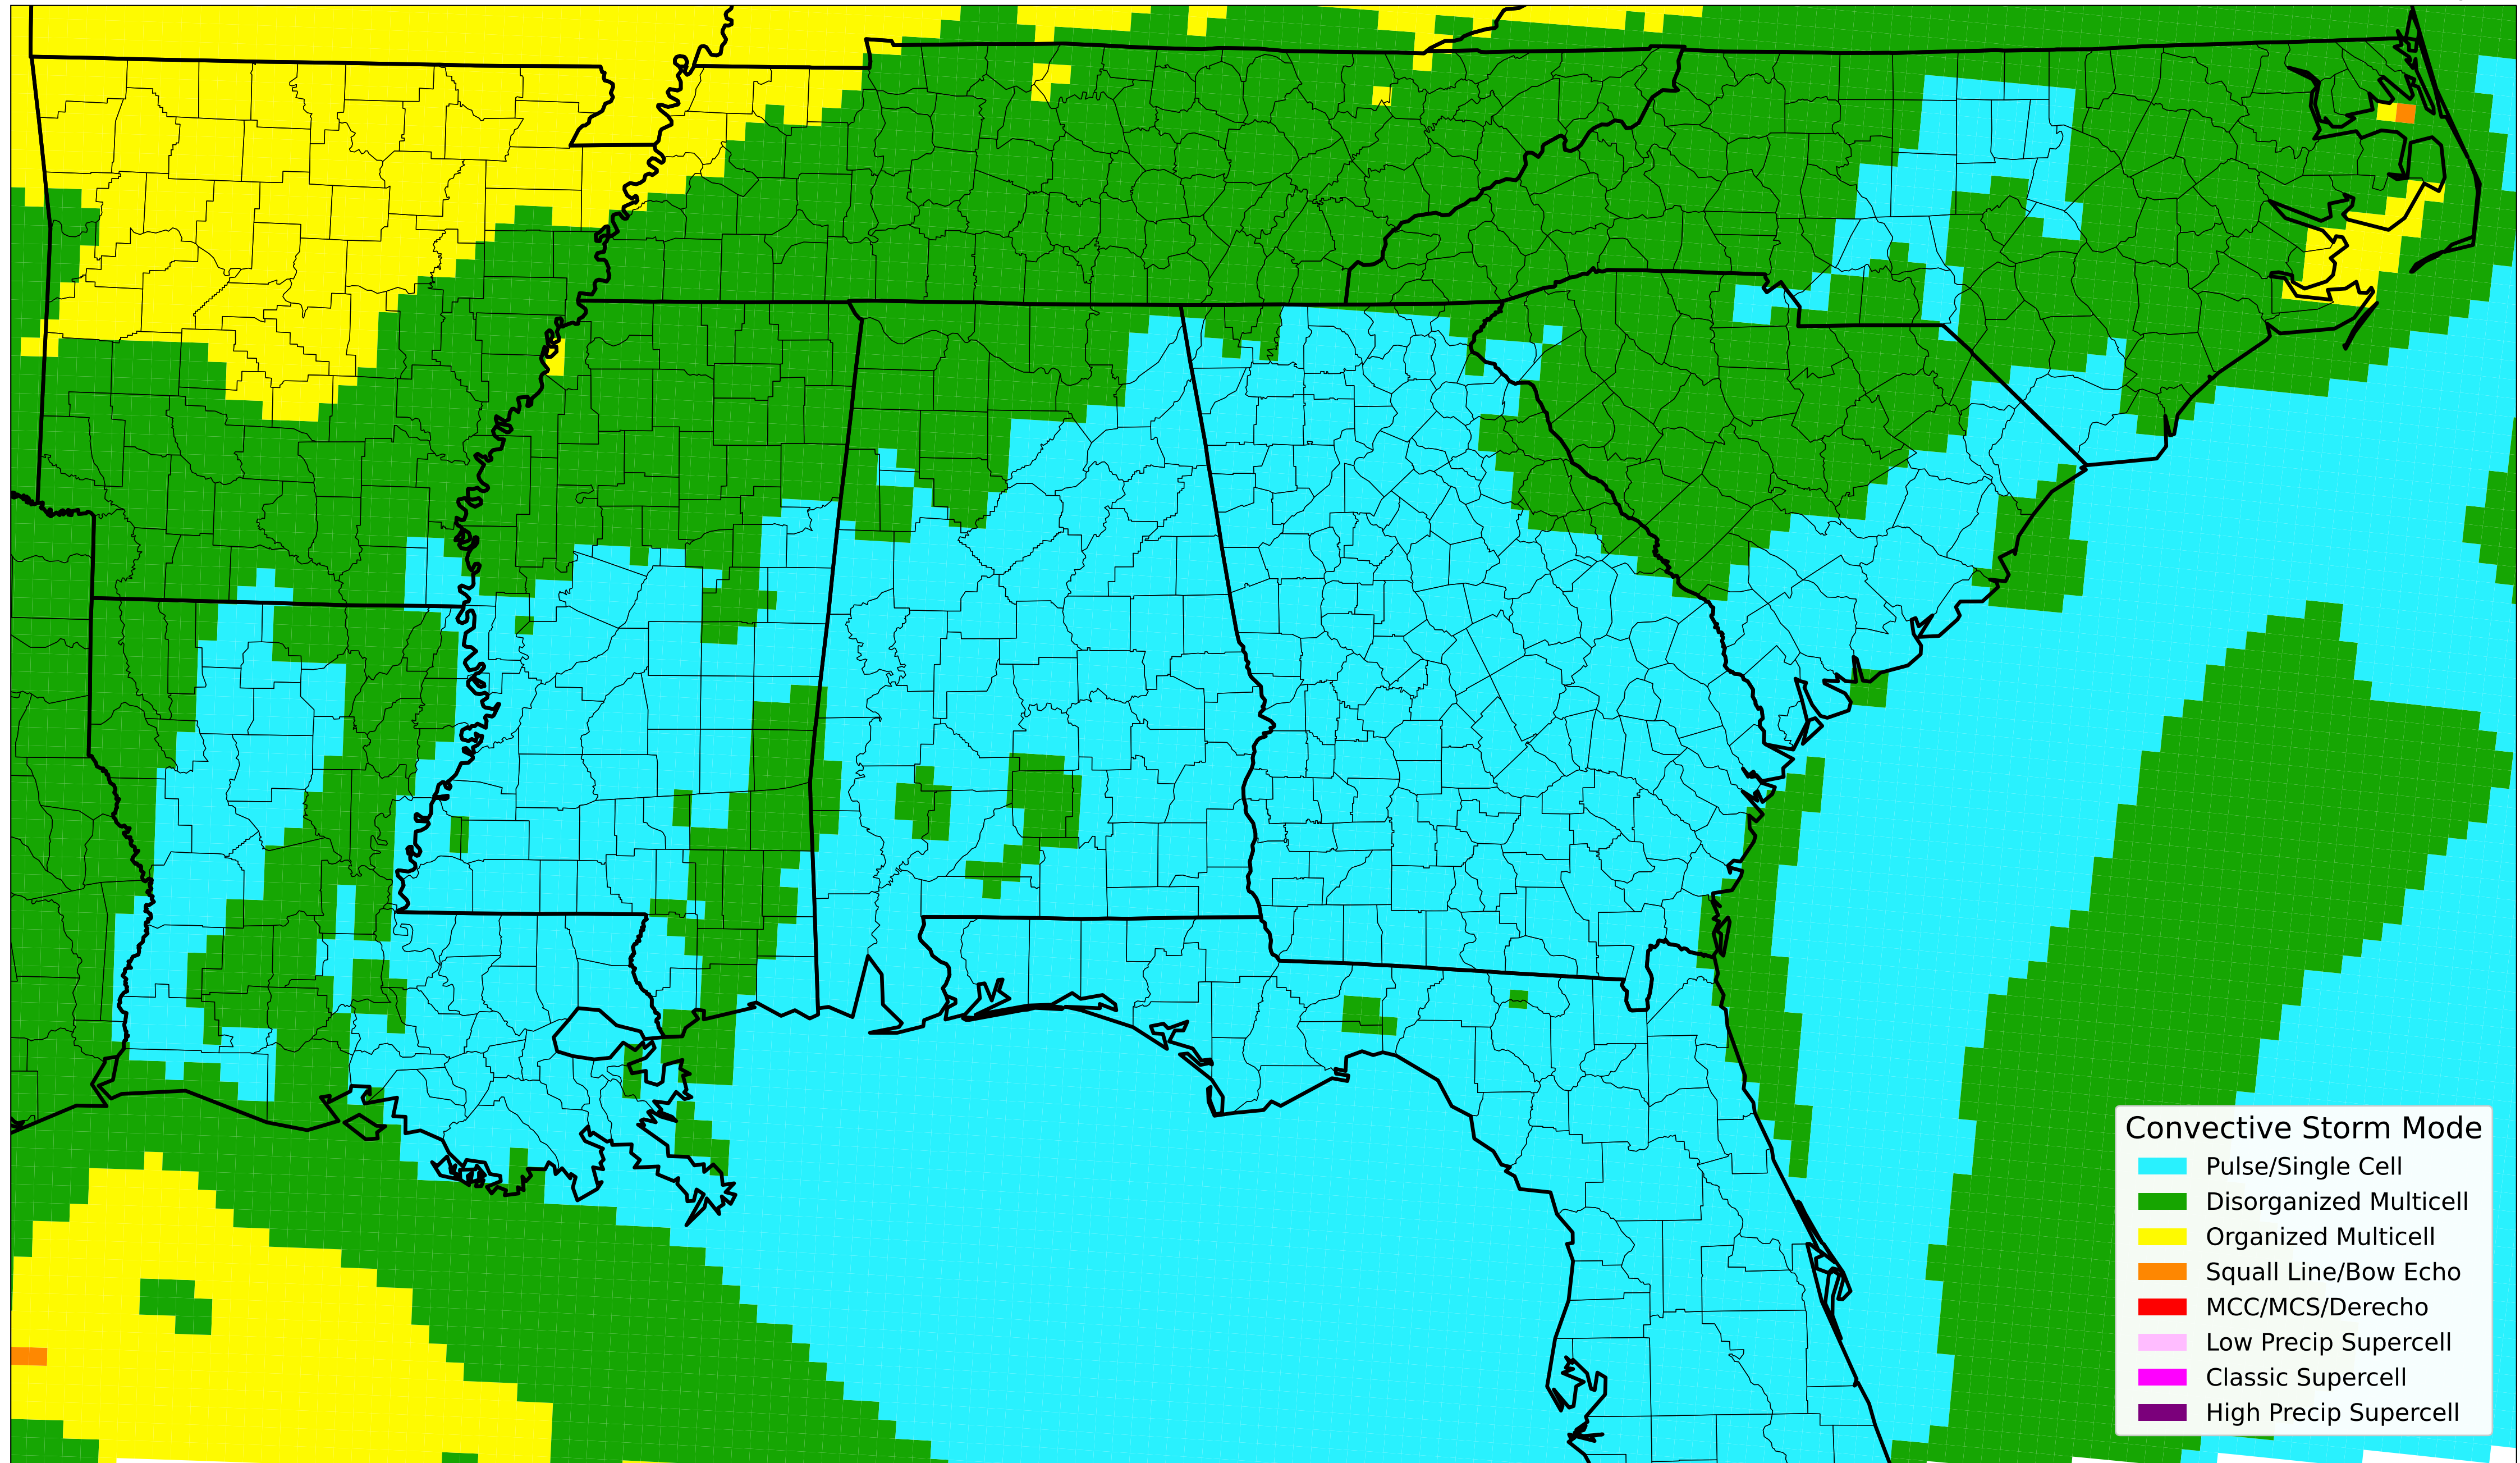 Convective Storm Mode
Pulse/Single Cell
Disorganized Multicell
Organized Multicell
Squall Line/Bow Echo
MCC/MCS/Derecho
Low Precip Supercell
Classic Supercell
High Precip Supercell